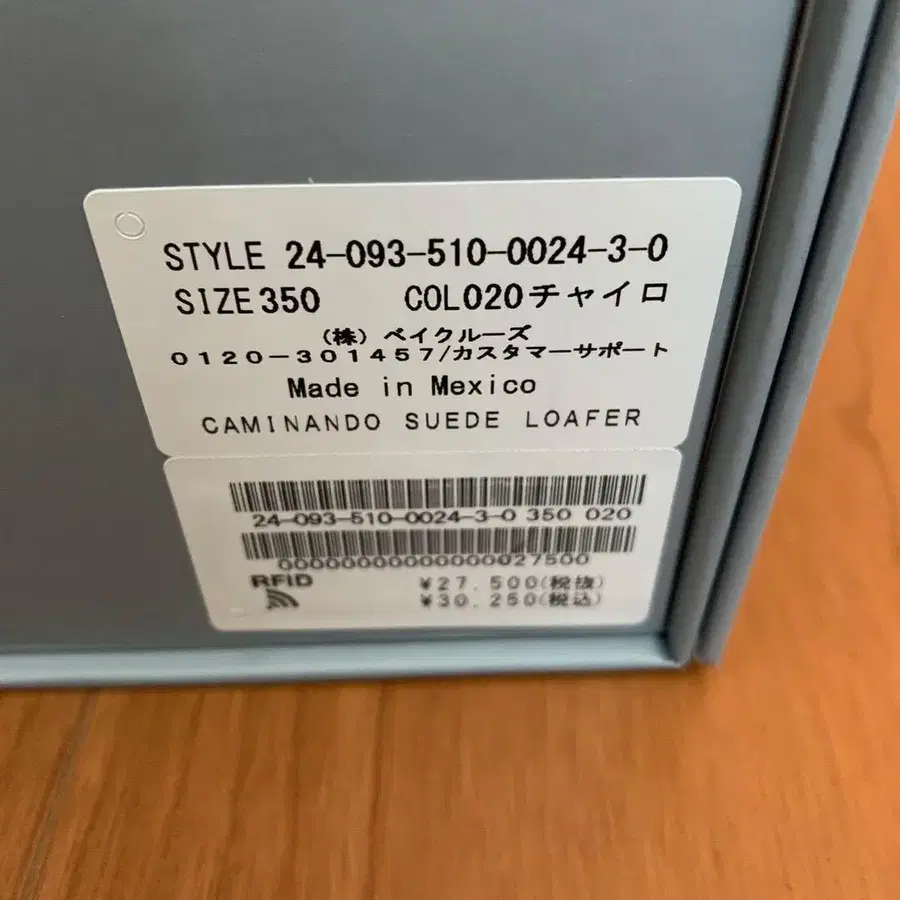 STYLE 24-093-510-0024-3-0
SIZE350 COL020チャイロ
（株）ベイクルーズ
0120-301457/カスタマーサポート
Made in Mexico
CAMINANDO SUEDE LOAFER
24-093-510-0024-3-0 350 020
00000000000000027500
RFID ¥27,500(税抜)
¥30,250(税込)